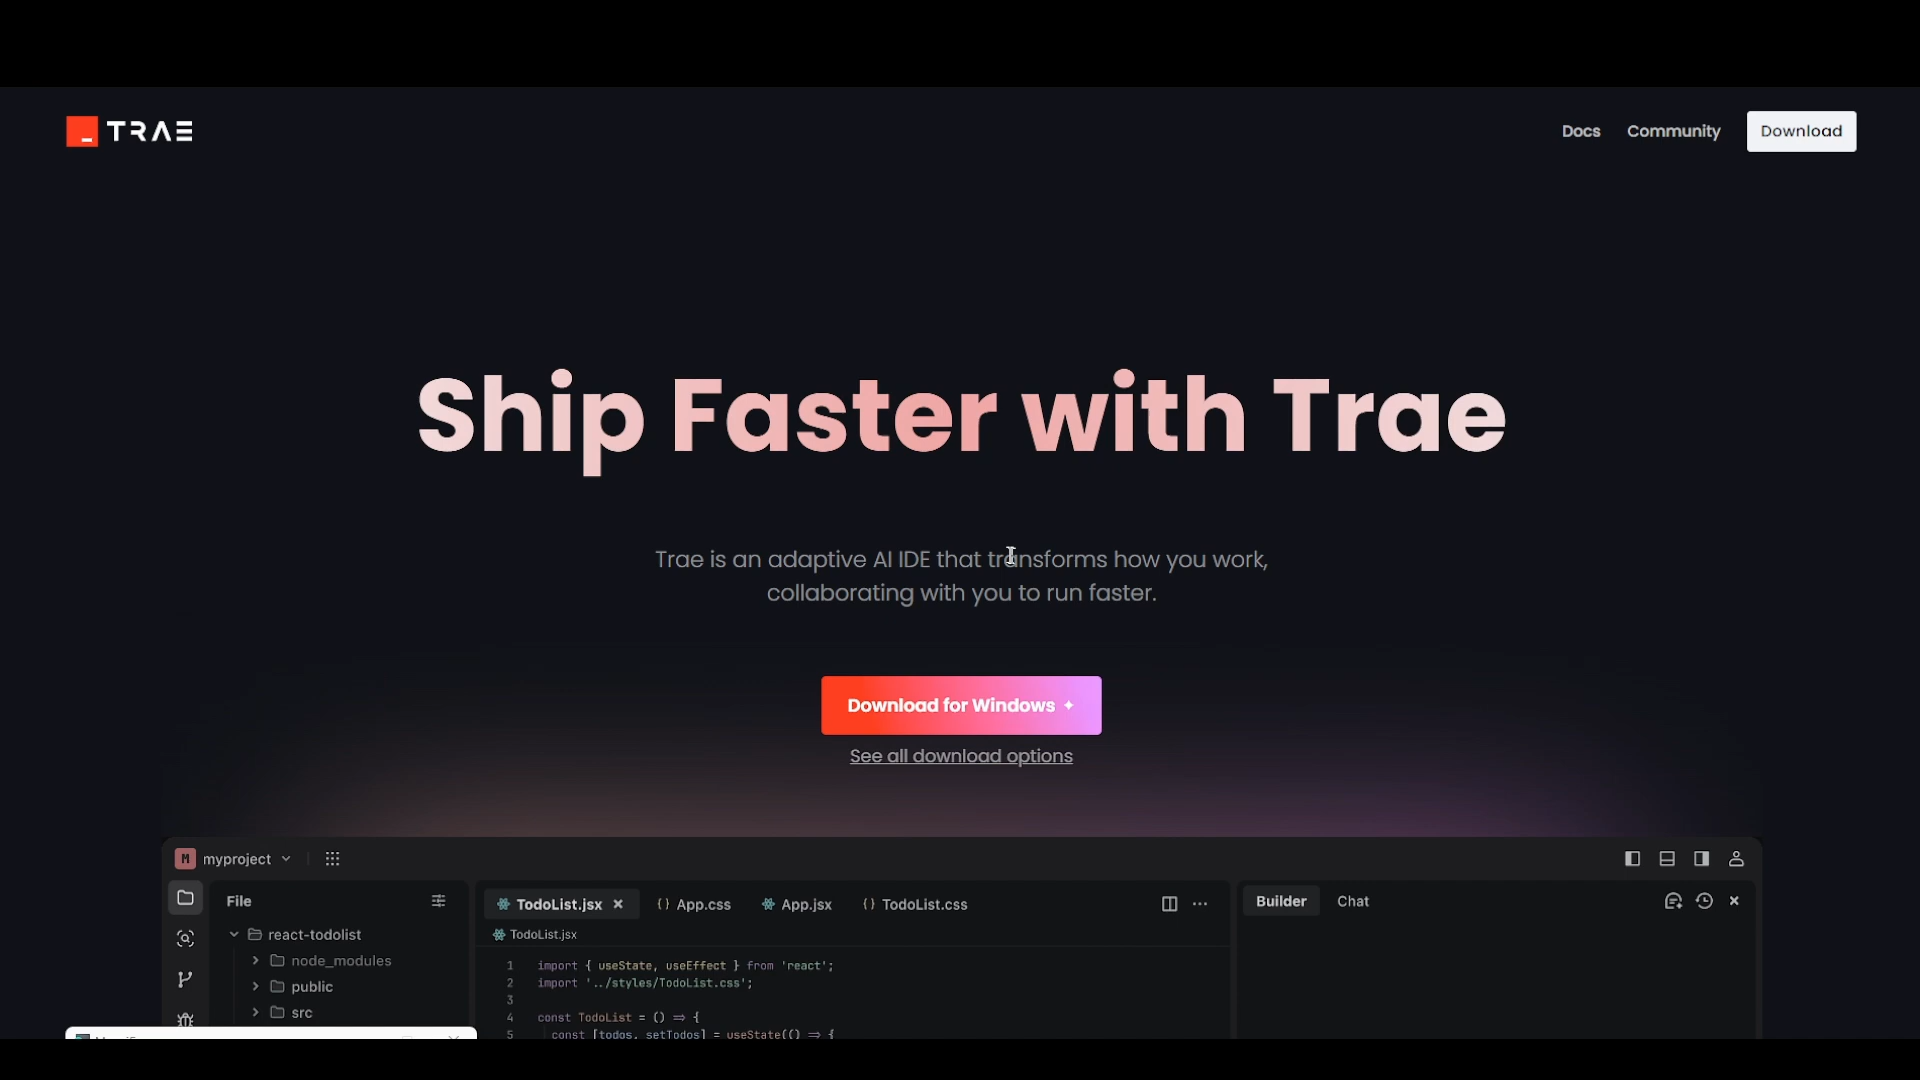 TRAE
Docs
Community
Download
Ship Faster with Trae
Trae is an adaptive AI IDE that transforms how you work,
collaborating with you to run faster.
Download for Windows
See all download options
M myproject
File
TodoList.jsx
{} App.css
App.jsx
{} TodoList.css
Builder
Chat
react-todolist
TodoList.jsx
node_modules
public
src
1 import { useState, useEffect } from 'react';
2 import '../styles/TodoList.css';
3
4 const TodoList = () => {
5 const [todos, setTodos] = useState(() => {